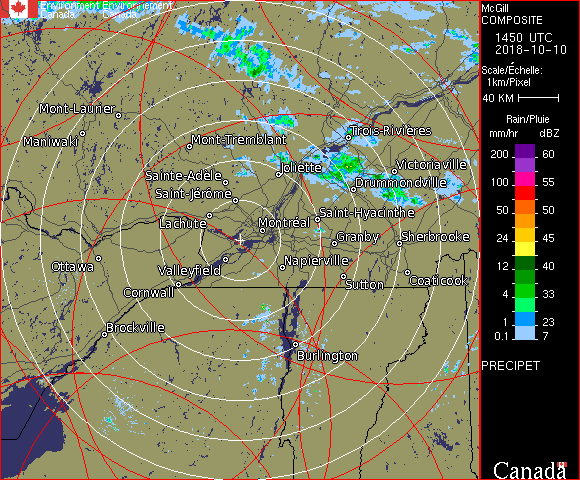 Environment Environnement
Canada Canada
McGill
COMPOSITE
1450 UTC
2018-10-10
Scale/Échelle:
1km/Pixel
40 KM
Rain/Pluie
mm/hr dBZ
200 60
100 55
50 50
24 45
12 40
4 33
1 23
0.1 7
PRECIPET
Canada
Mont-Laurier
Maniwaki
Mont-Tremblant
Trois-Rivières
Joliette
Victoriaville
Sainte-Adèle
Drummondville
Saint-Jérôme
Saint-Hyacinthe
Lachute
Montréal
Granby
Sherbrooke
Ottawa
Valleyfield
Napierville
Cornwall
Sutton
Coaticook
Brockville
Burlington